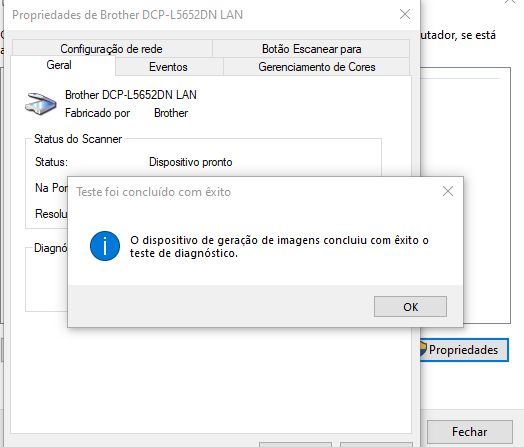 Propriedades de Brother DCP-L5652DN LAN
utador, se está
Configuração de rede
Botão Escanear para
Geral
Eventos
Gerenciamento de Cores
Brother DCP-L5652DN LAN
Fabricado por Brother
Status do Scanner
Status: Dispositivo pronto
Na Por
Resolu
Diagnó
Teste foi concluído com êxito
O dispositivo de geração de imagens concluiu com êxito o
teste de diagnóstico.
OK
Propriedades
Fechar